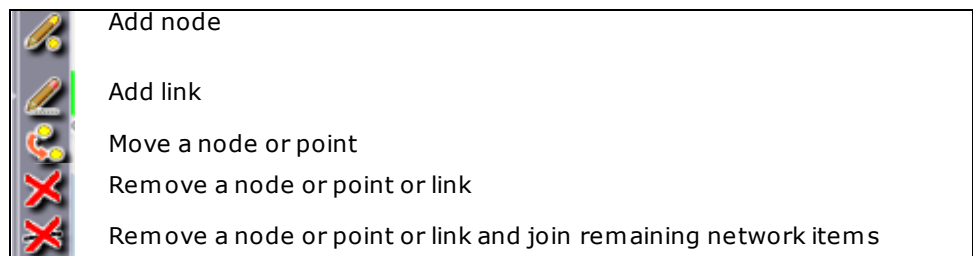 Add node
Add link
Move a node or point
Remove a node or point or link
Remove a node or point or link and join remaining network items